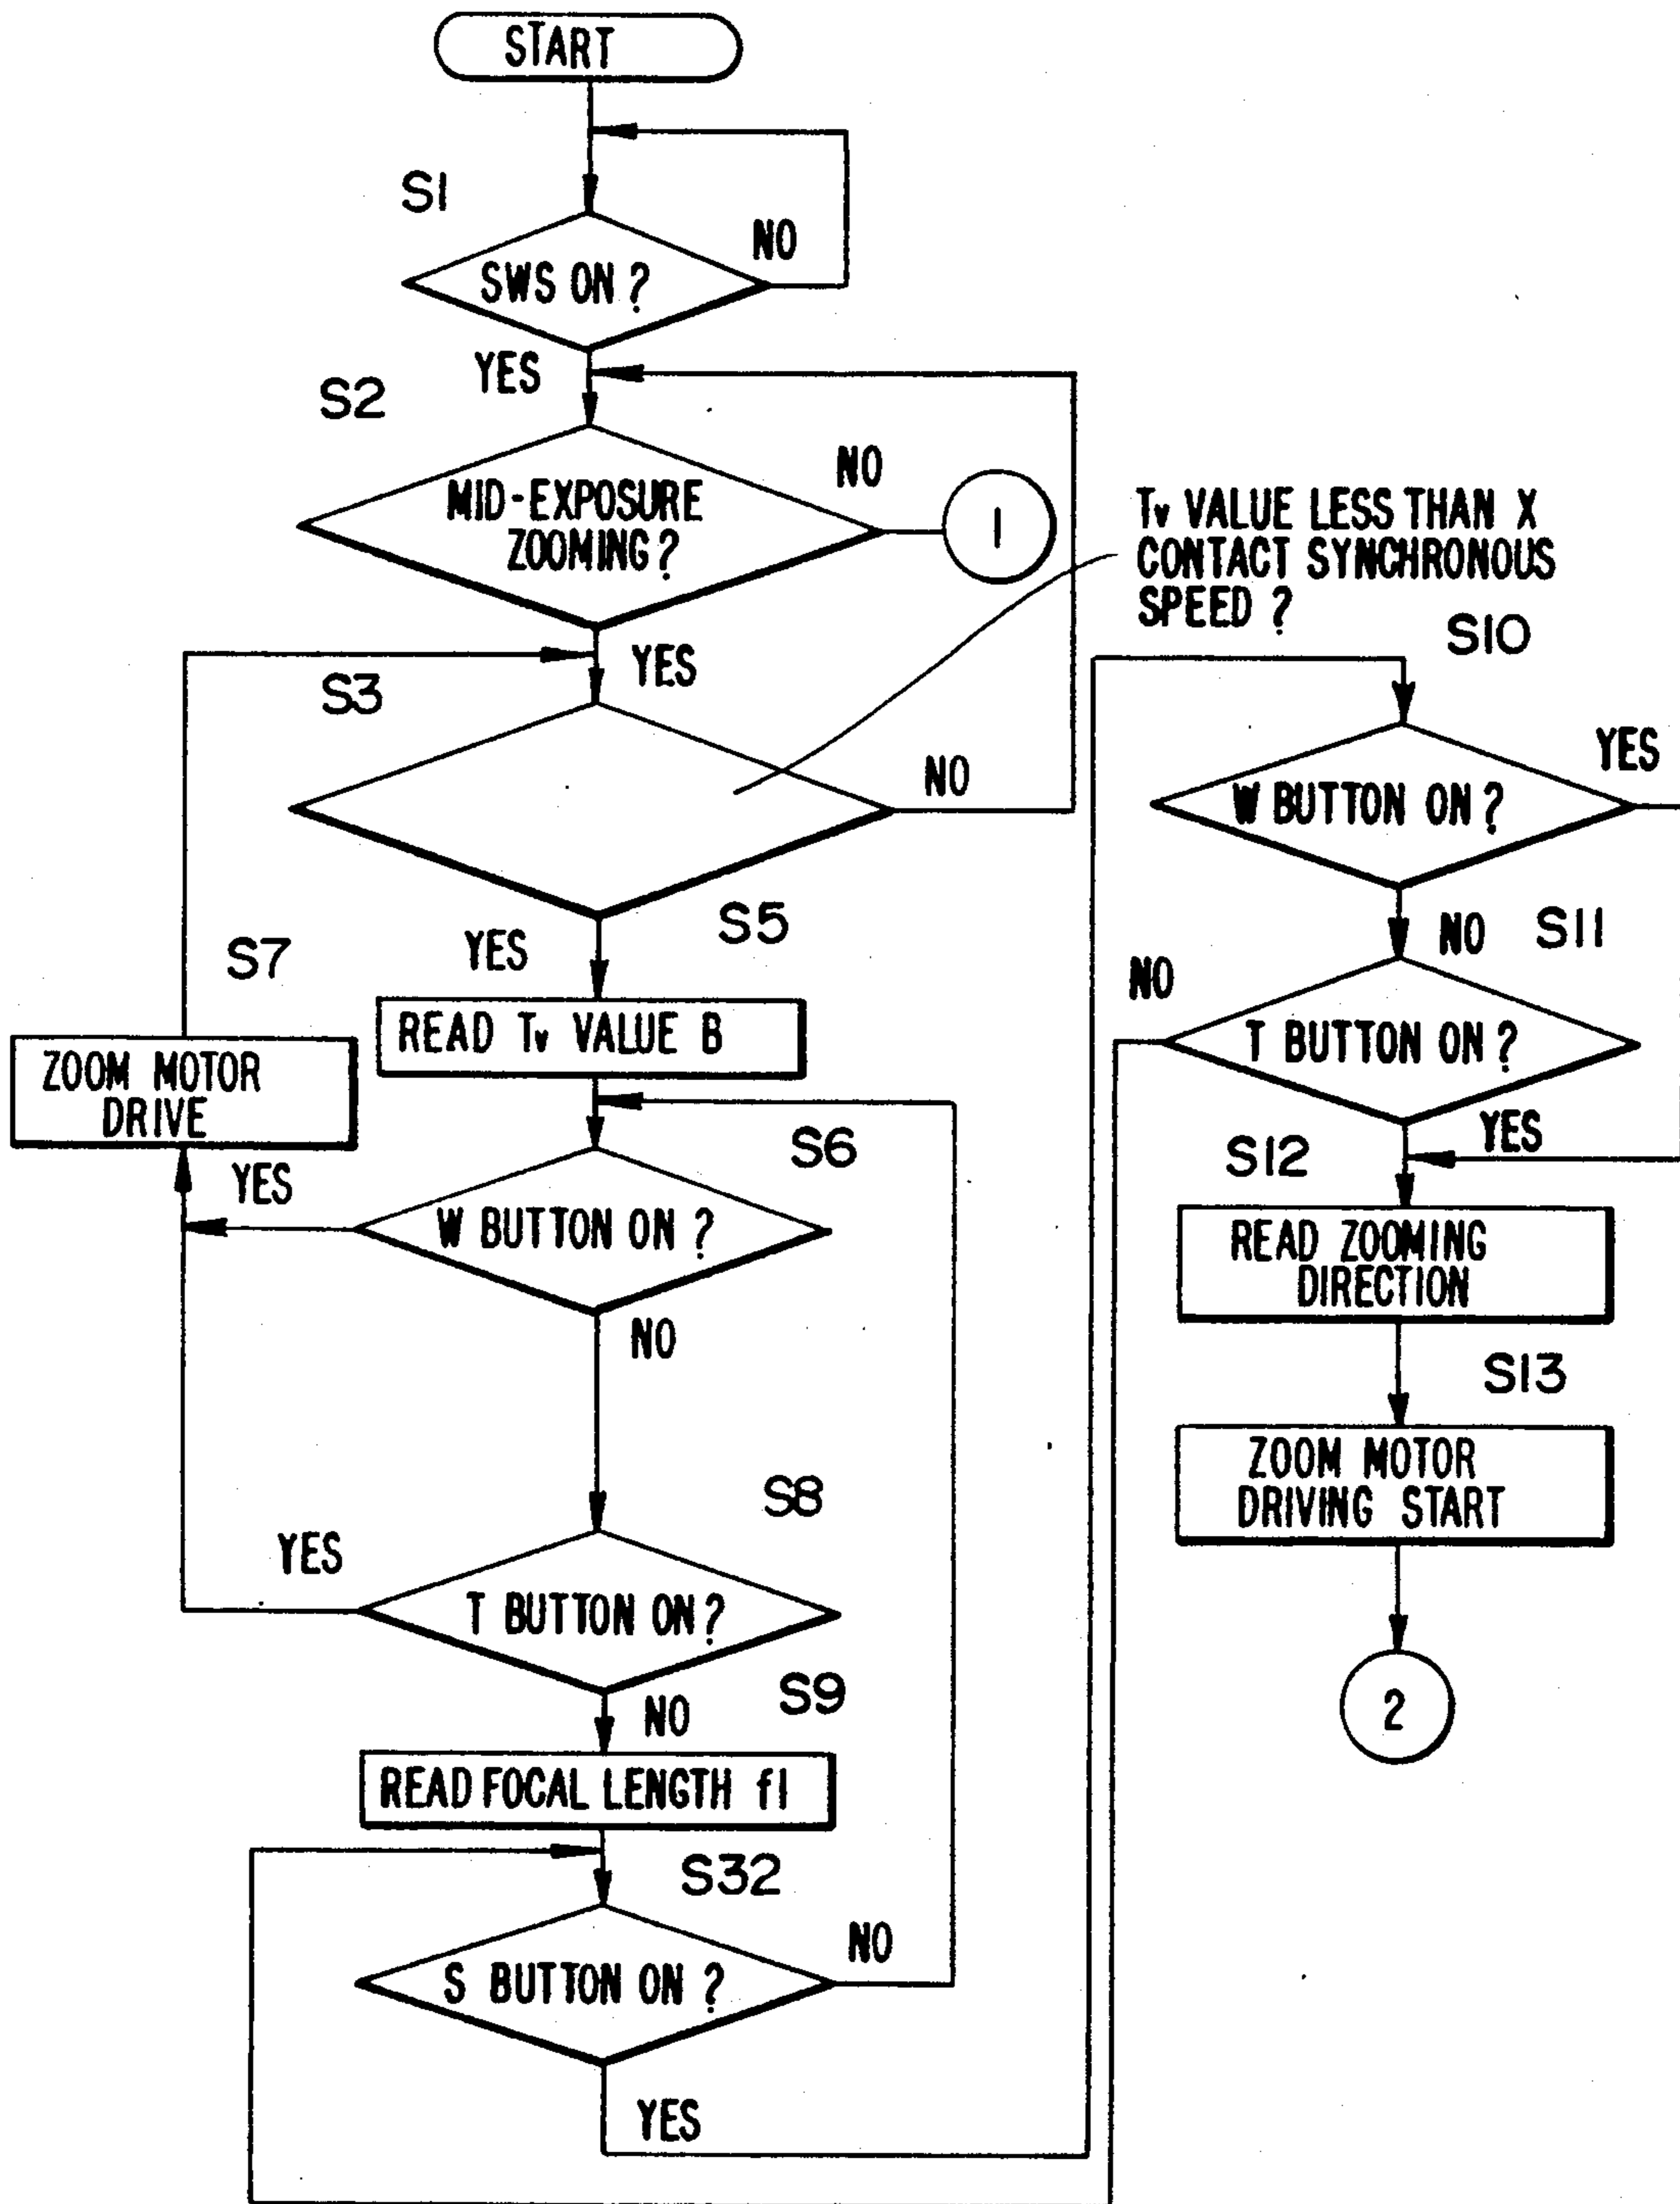 START
S1
SWS ON ?
NO
YES
S2
MID-EXPOSURE
ZOOMING ?
NO
1
YES
S3
Tv VALUE LESS THAN X
CONTACT SYNCHRONOUS
SPEED ?
NO
YES
S5
READ Tv VALUE B
S7
ZOOM MOTOR
DRIVE
YES
S6
W BUTTON ON ?
NO
S8
YES
T BUTTON ON ?
S9
NO
READ FOCAL LENGTH f1
S32
S BUTTON ON ?
NO
YES
S10
W BUTTON ON ?
YES
NO
S11
NO
T BUTTON ON ?
YES
S12
READ ZOOMING
DIRECTION
S13
ZOOM MOTOR
DRIVING START
2